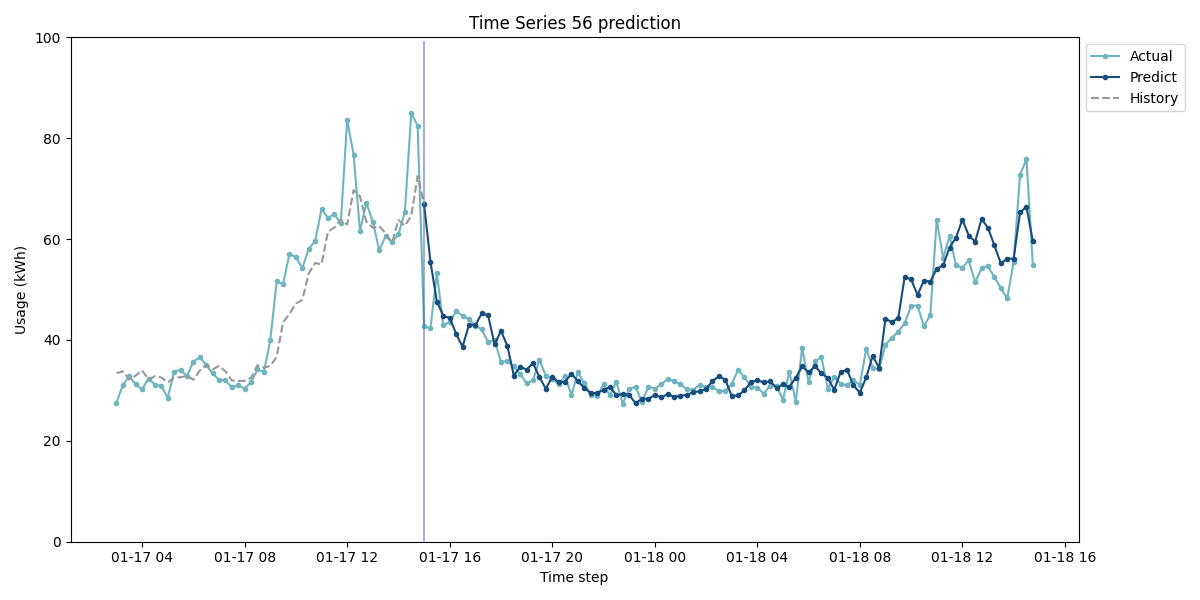 Time Series 56 prediction
Actual
Predict
History
Usage (kWh)
100
80
60
40
20
0
01-17 04
01-17 08
01-17 12
01-17 16
01-17 20
01-18 00
01-18 04
01-18 08
01-18 12
01-18 16
Time step